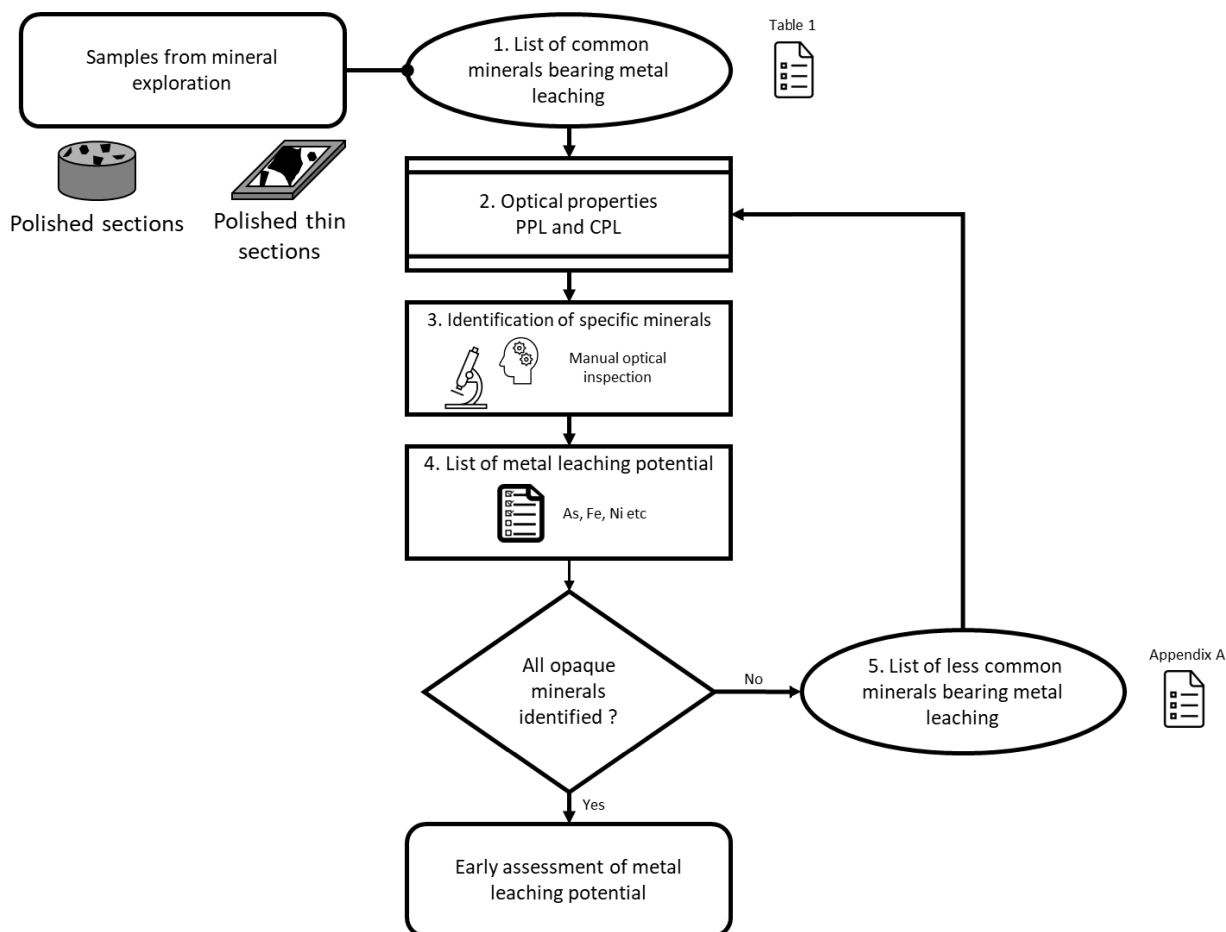 Samples from mineral
exploration
1. List of common
minerals bearing metal
leaching
Table 1
Polished sections
Polished thin
sections
2. Optical properties
PPL and CPL
3. Identification of specific minerals
Manual optical
inspection
4. List of metal leaching potential
As, Fe, Ni etc
All opaque
minerals
identified ?
No
5. List of less common
minerals bearing metal
leaching
Appendix A
Yes
Early assessment of metal
leaching potential